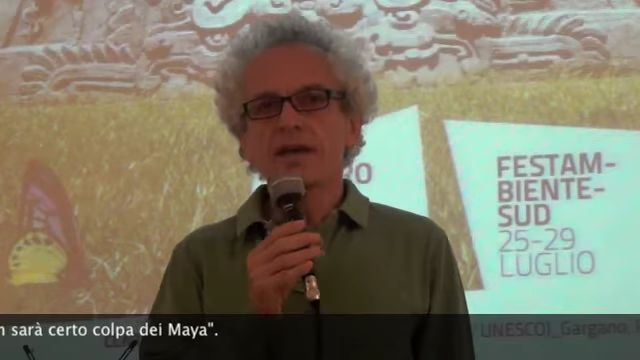 FESTAM-
BIENTE-
SUD
25-29
LUGLIO
UNESCO)_Gargano,
sarà certo colpa dei Maya".